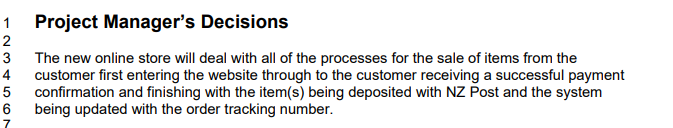 1 Project Manager’s Decisions
2
3 The new online store will deal with all of the processes for the sale of items from the
4 customer first entering the website through to the customer receiving a successful payment
5 confirmation and finishing with the item(s) being deposited with NZ Post and the system
6 being updated with the order tracking number.
7